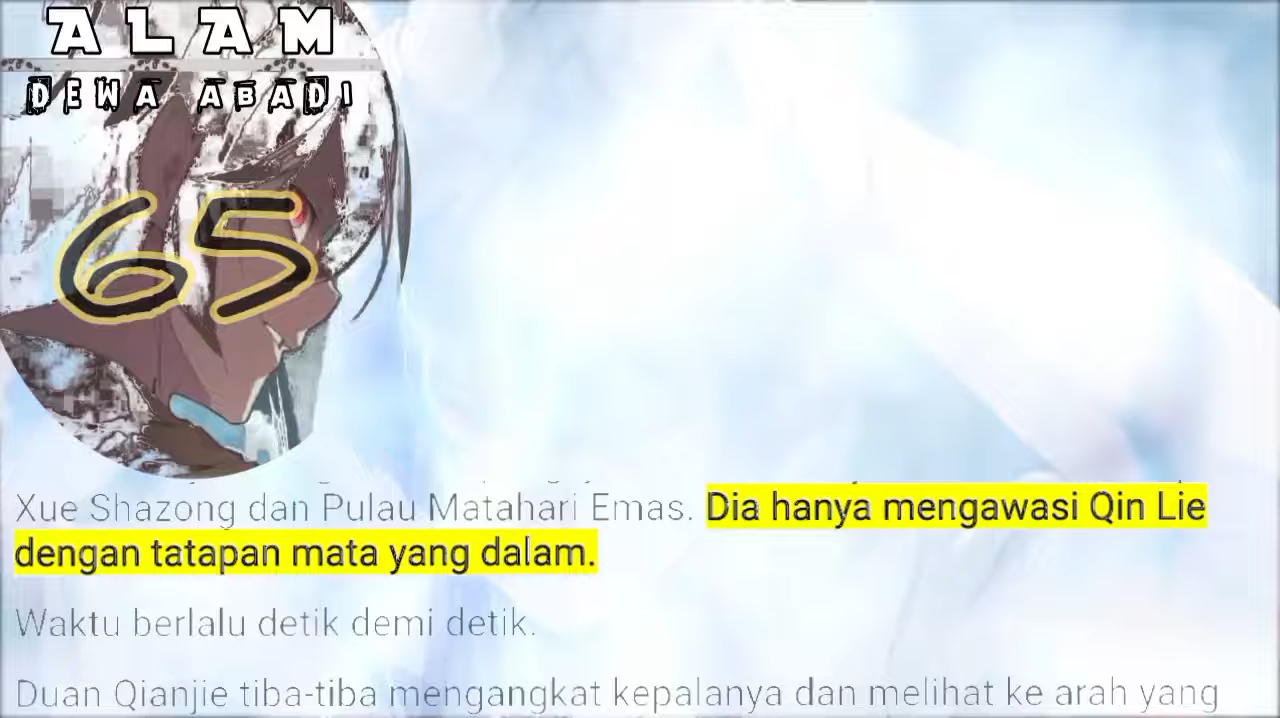 ALAM
DEWA ABADI
65
Xue Shazong dan Pulau Matahari Emas. Dia hanya mengawasi Qin Lie
dengan tatapan mata yang dalam.
Waktu berlalu detik demi detik.
Duan Qianjie tiba-tiba mengangkat kepalanya dan melihat ke arah yang